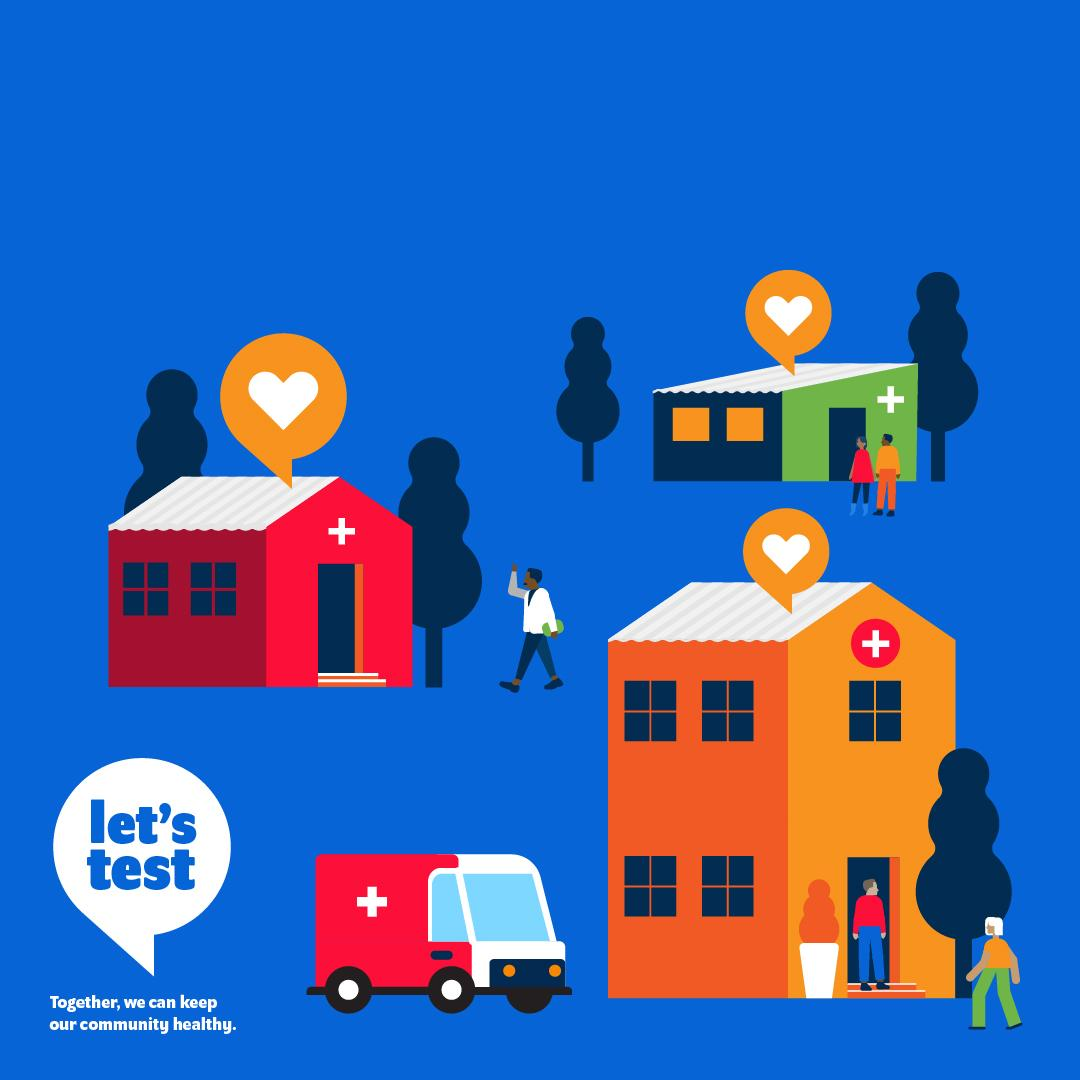 let's
test
Together, we can keep
our community healthy.